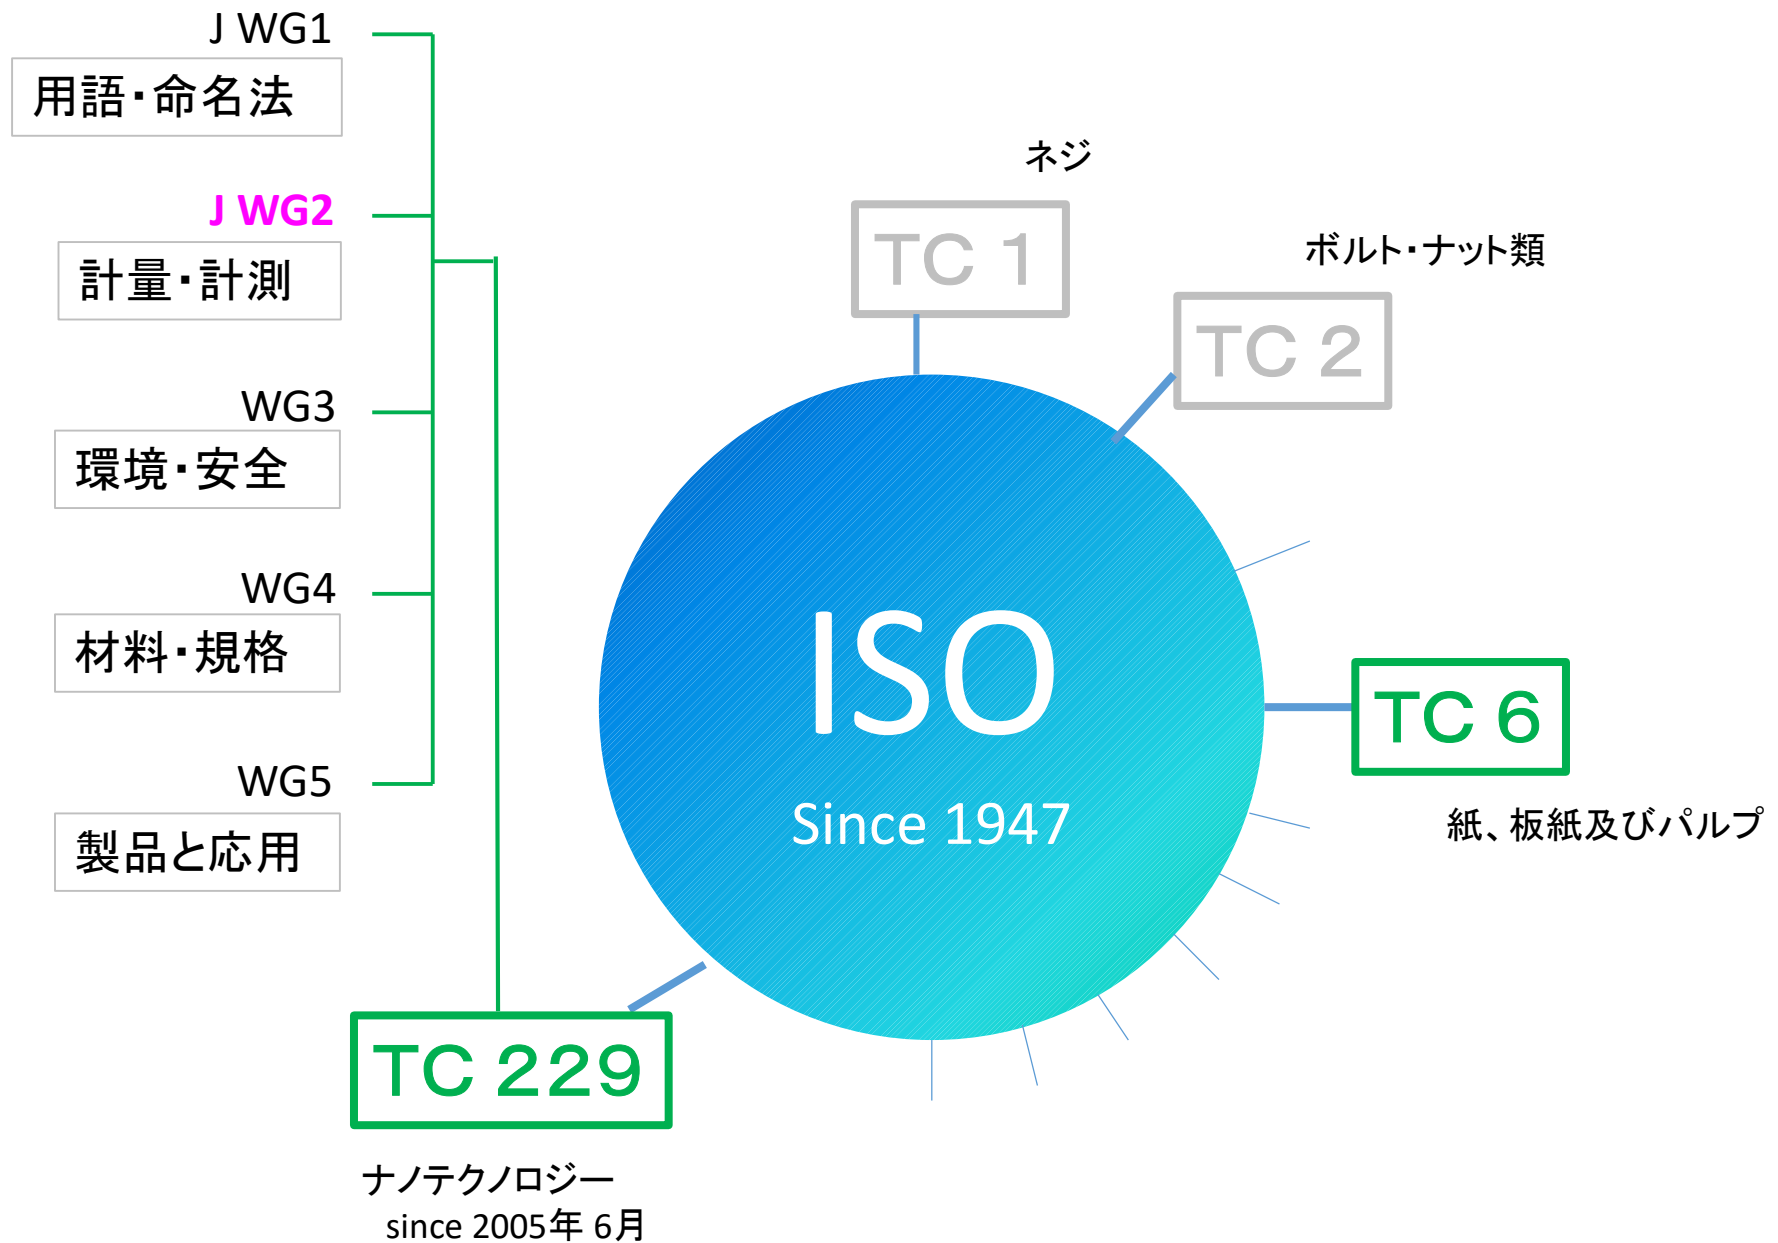 J WG1
用語・命名法
J WG2
計量・計測
WG3
環境・安全
WG4
材料・規格
WG5
製品と応用
ネジ
TC 1
ボルト・ナット類
TC 2
ISO
Since 1947
TC 6
紙、板紙及びパルプ
TC 229
ナノテクノロジー
since 2005年 6月